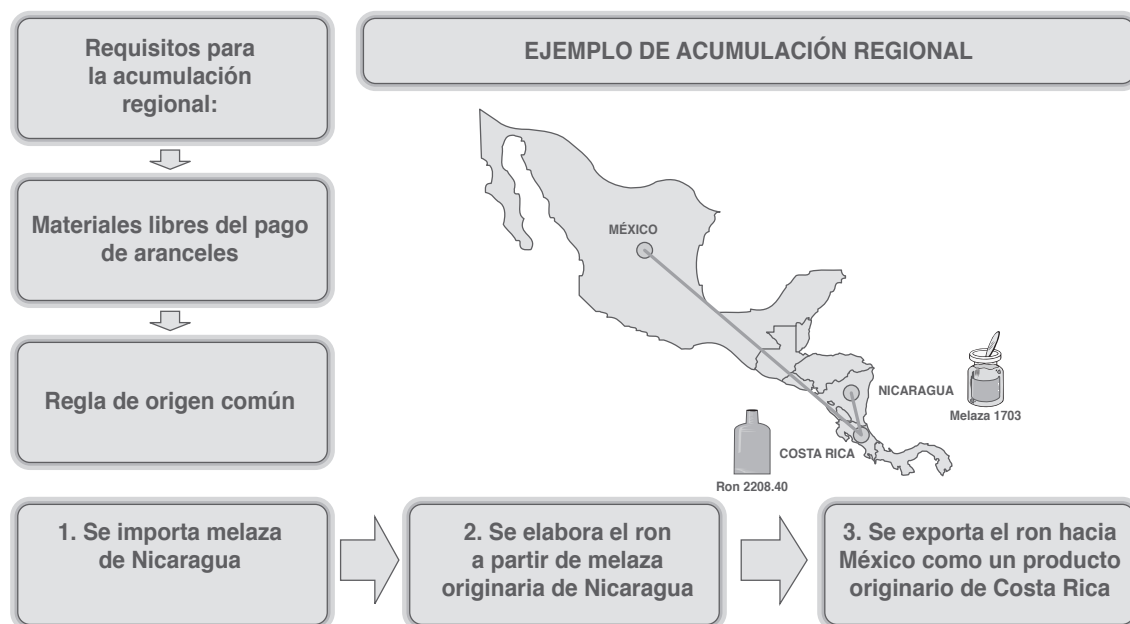 Requisitos para
la acumulación
regional:
EJEMPLO DE ACUMULACIÓN REGIONAL
Materiales libres del pago
de aranceles
Regla de origen común
MÉXICO
NICARAGUA
Melaza 1703
COSTA RICA
Ron 2208.40
1. Se importa melaza
de Nicaragua
2. Se elabora el ron
a partir de melaza
originaria de Nicaragua
3. Se exporta el ron hacia
México como un producto
originario de Costa Rica